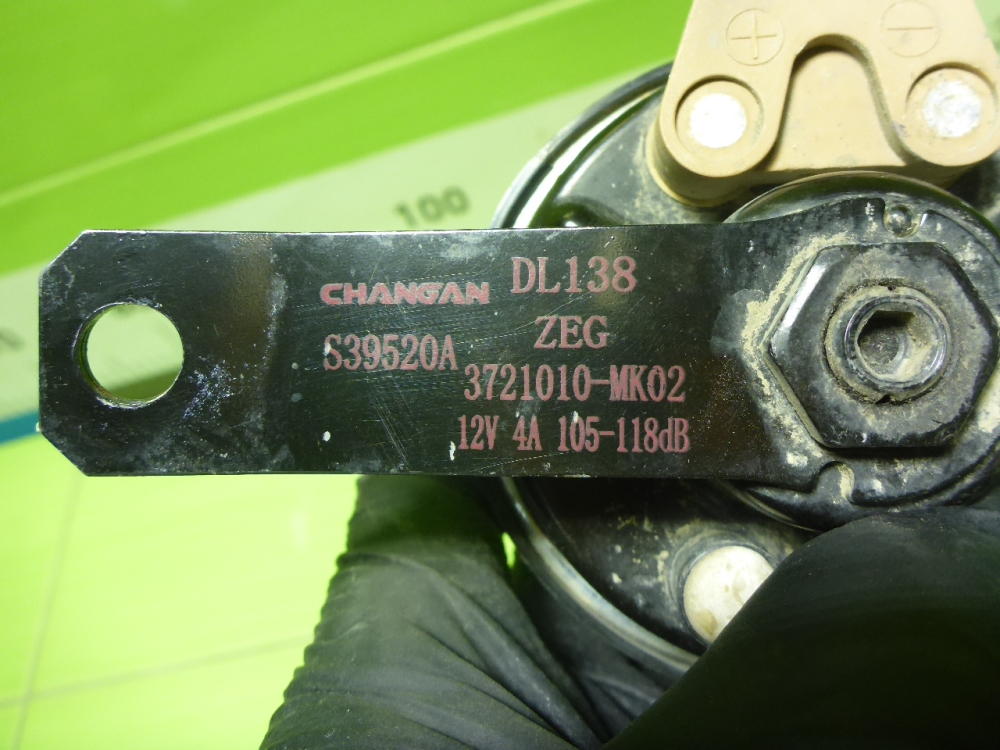 100
CHANGAN DL138
S39520A ZEG
3721010-MK02
12V 4A 105-118dB
+ −